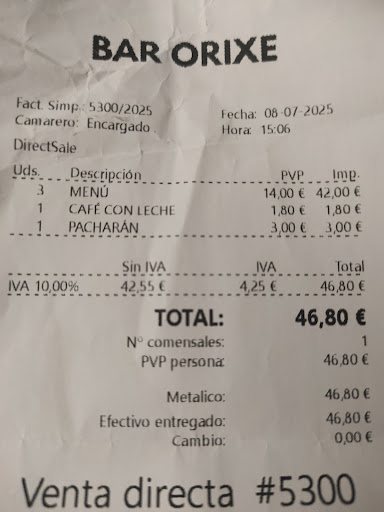 BAR ORIXE
Fact. Simp.: 5300/2025 Fecha: 08-07-2025
Camarero: Encargado Hora: 15:06
DirectSale
Uds. Descripción PVP Imp.
3 MENÚ 14,00 € 42,00 €
1 CAFÉ CON LECHE 1,80 € 1,80 €
1 PACHARÁN 3,00 € 3,00 €
Sin IVA IVA Total
IVA 10,00% 42,55 € 4,25 € 46,80 €
TOTAL: 46,80 €
Nº comensales: 1
PVP persona: 46,80 €
Metalico: 46,80 €
Efectivo entregado: 46,80 €
Cambio: 0,00 €
Venta directa #5300